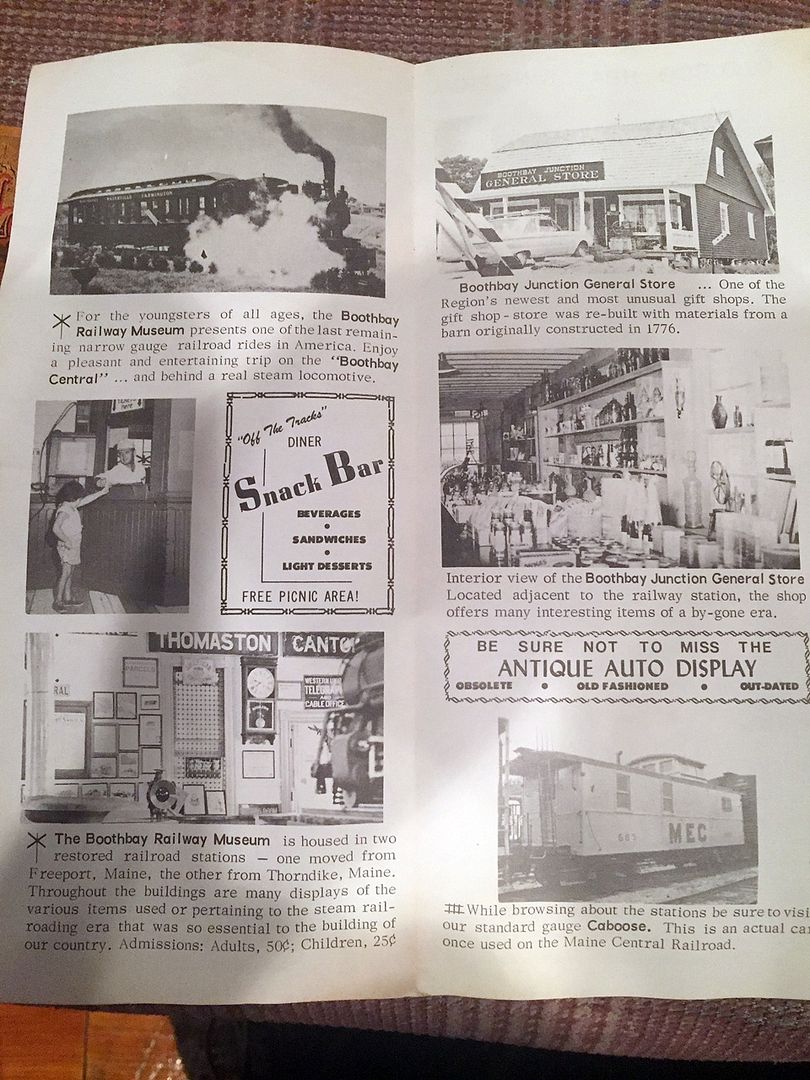 For the youngsters of all ages, the Boothbay
Railway Museum presents one of the last remain-
ing narrow gauge railroad rides in America. Enjoy
a pleasant and entertaining trip on the "Boothbay
Central" ... and behind a real steam locomotive.
"Off The Tracks"
DINER
Snack Bar
BEVERAGES
•
SANDWICHES
•
LIGHT DESSERTS
FREE PICNIC AREA!
THOMASTON
PARCELS
RAL
WESTERN UNION
TELEGRAPH
AND
CABLE OFFICE
The Boothbay Railway Museum is housed in two
restored railroad stations — one moved from
Freeport, Maine, the other from Thorndike, Maine.
Throughout the buildings are many displays of the
various items used or pertaining to the steam rail-
roading era that was so essential to the building of
our country. Admissions: Adults, 50¢; Children, 25¢
BOOTHBAY JUNCTION
GENERAL STORE
Boothbay Junction General Store ... One of the
Region's newest and most unusual gift shops. The
gift shop - store was re-built with materials from a
barn originally constructed in 1776.
Interior view of the Boothbay Junction General Store
Located adjacent to the railway station, the shop
offers many interesting items of a by-gone era.
BE SURE NOT TO MISS THE
ANTIQUE AUTO DISPLAY
OBSOLETE • OLD FASHIONED • OUT-DATED
MEC
While browsing about the stations be sure to visi
our standard gauge Caboose. This is an actual ca
once used on the Maine Central Railroad.